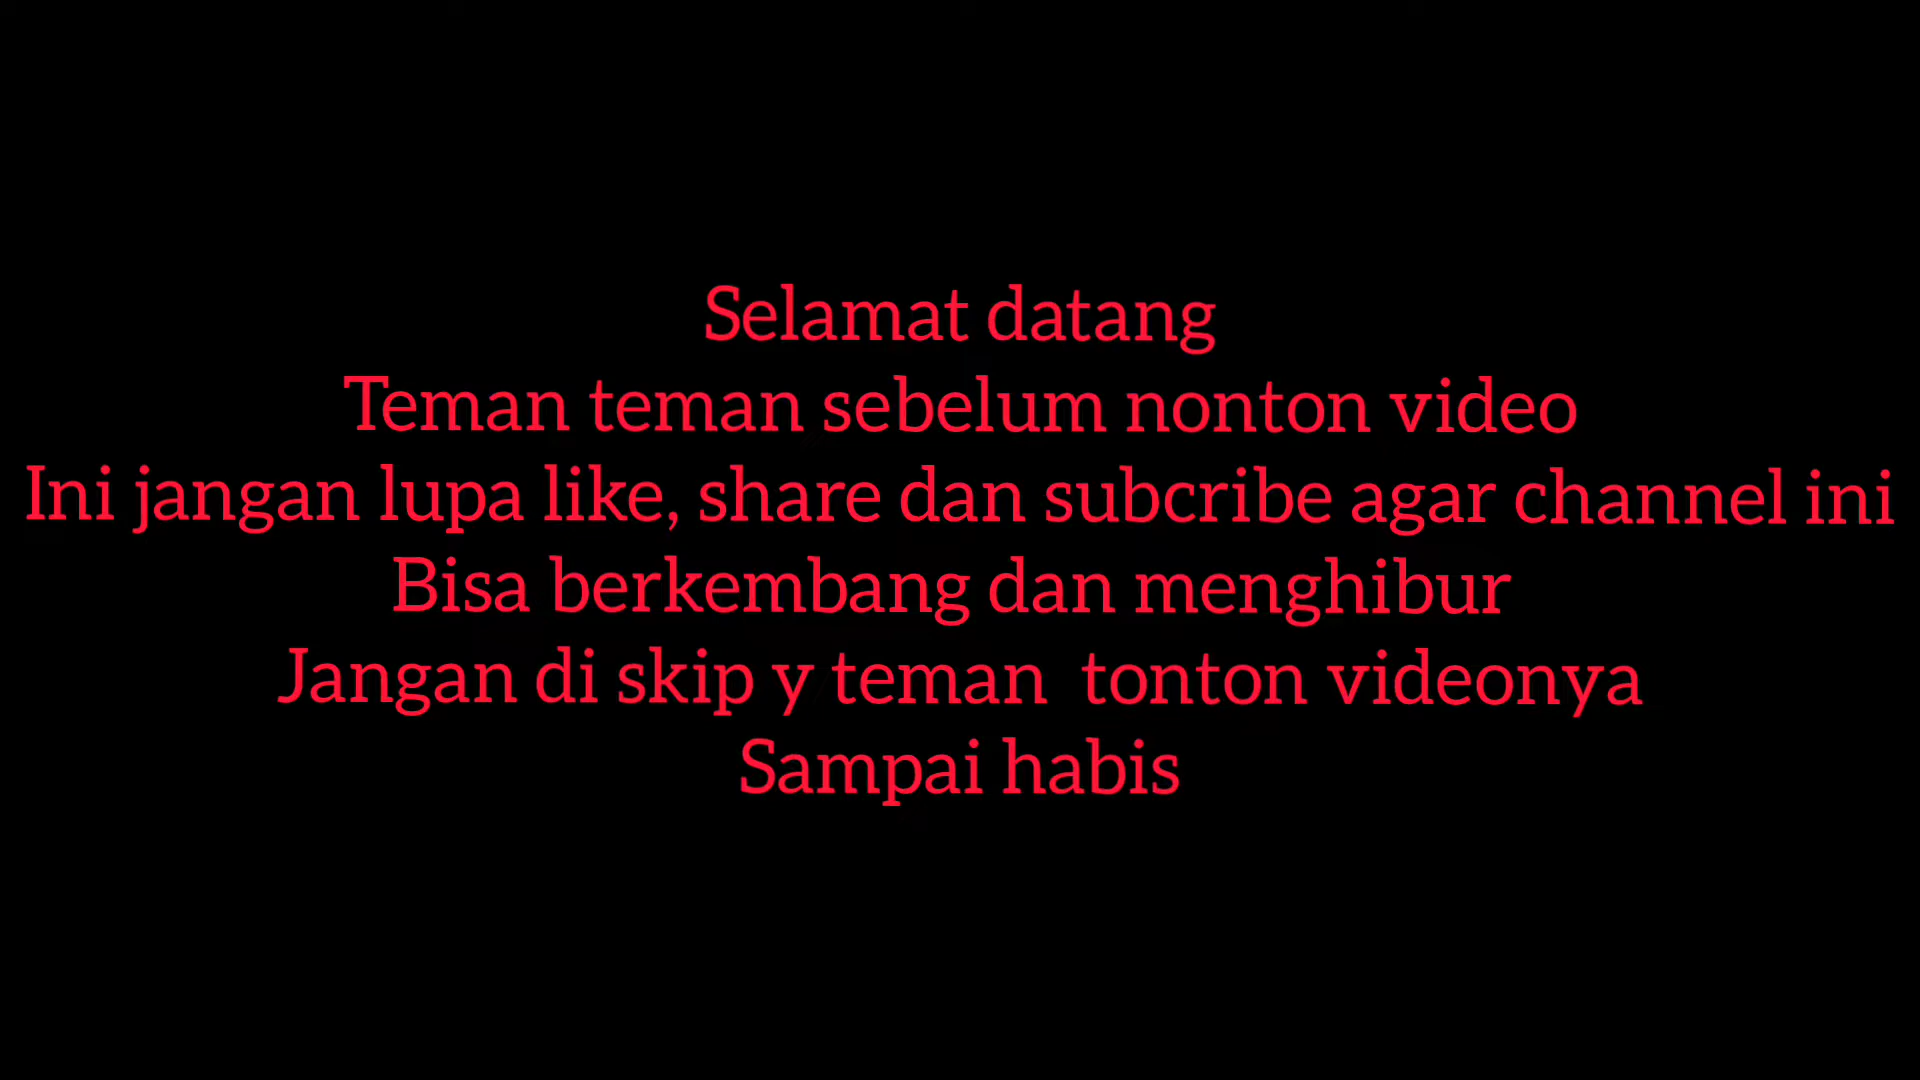 Selamat datang
Teman teman sebelum nonton video
Ini jangan lupa like, share dan subcribe agar channel ini
Bisa berkembang dan menghibur
Jangan di skip y teman  tonton videonya
Sampai habis